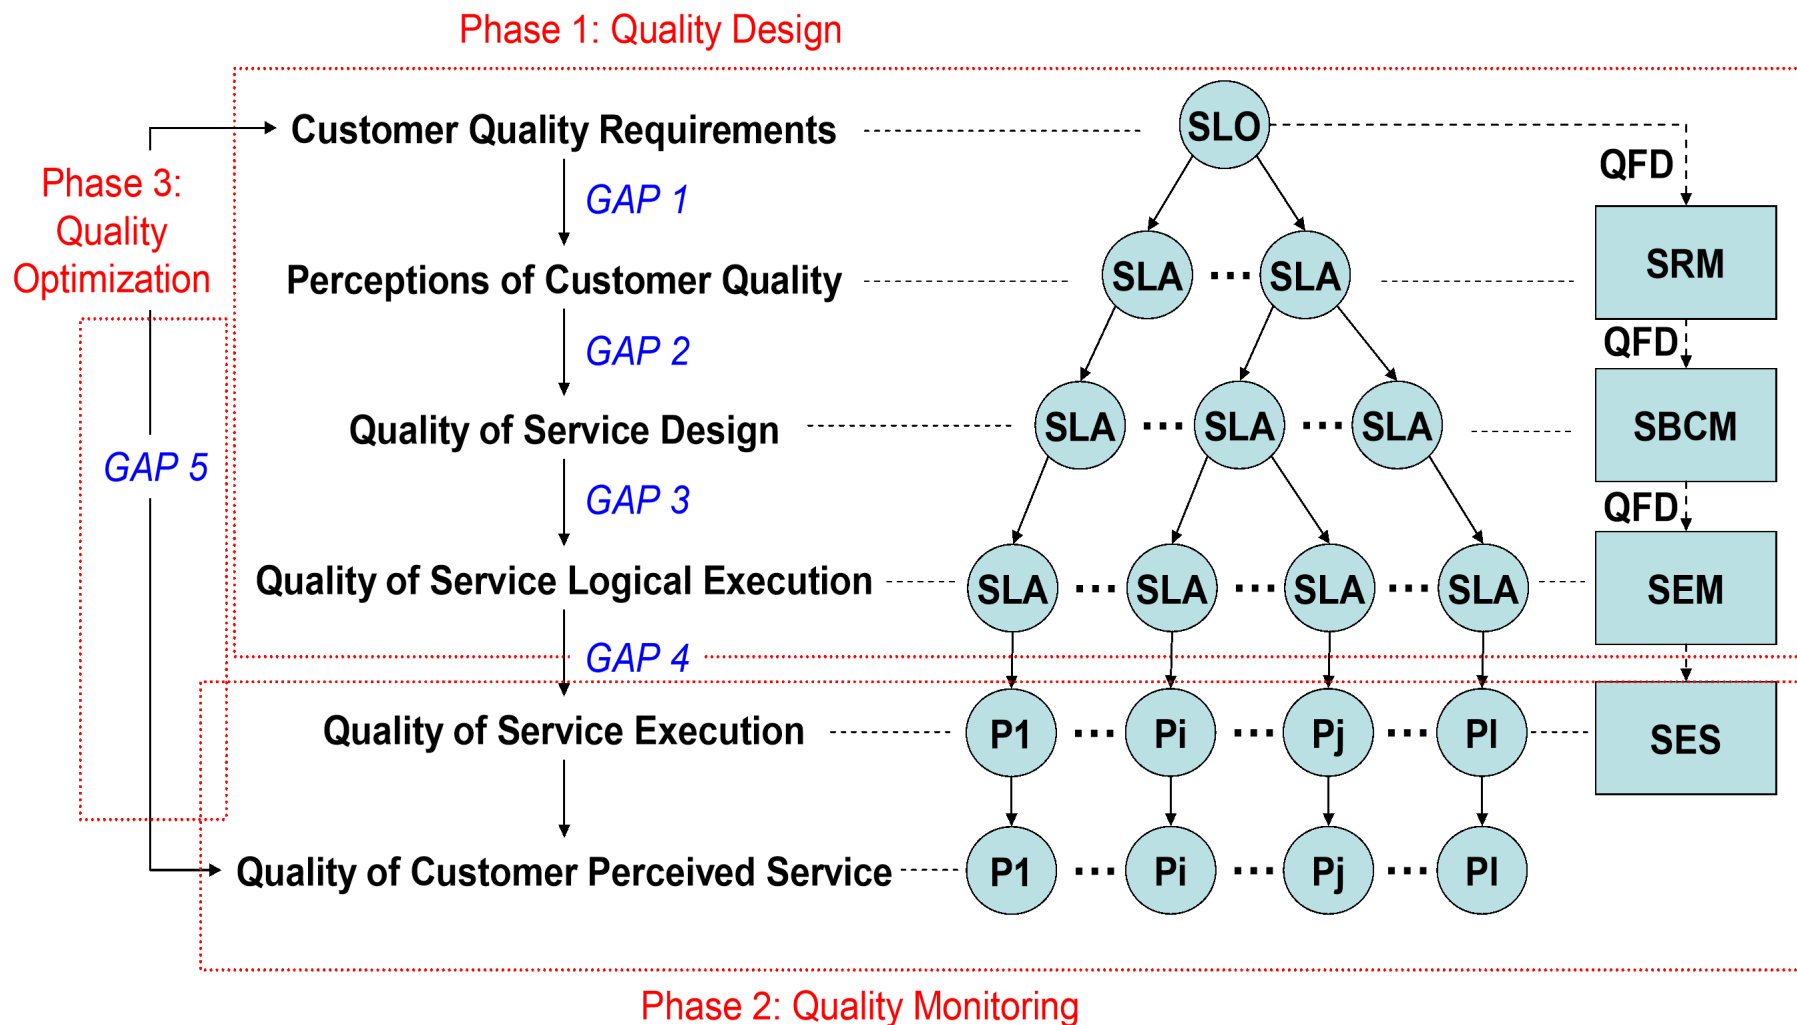 Phase 1: Quality Design
Customer Quality Requirements SLO
QFD
Phase 3:
Quality
Optimization
GAP 1
Perceptions of Customer Quality SLA ... SLA SRM
GAP 2 QFD
Quality of Service Design SLA ... SLA ... SLA SBCM
GAP 5
GAP 3 QFD
Quality of Service Logical Execution SLA ... SLA ... SLA ... SLA SEM
GAP 4
Quality of Service Execution P1 ... Pi ... Pj ... Pl SES
Quality of Customer Perceived Service P1 ... Pi ... Pj ... Pl
Phase 2: Quality Monitoring